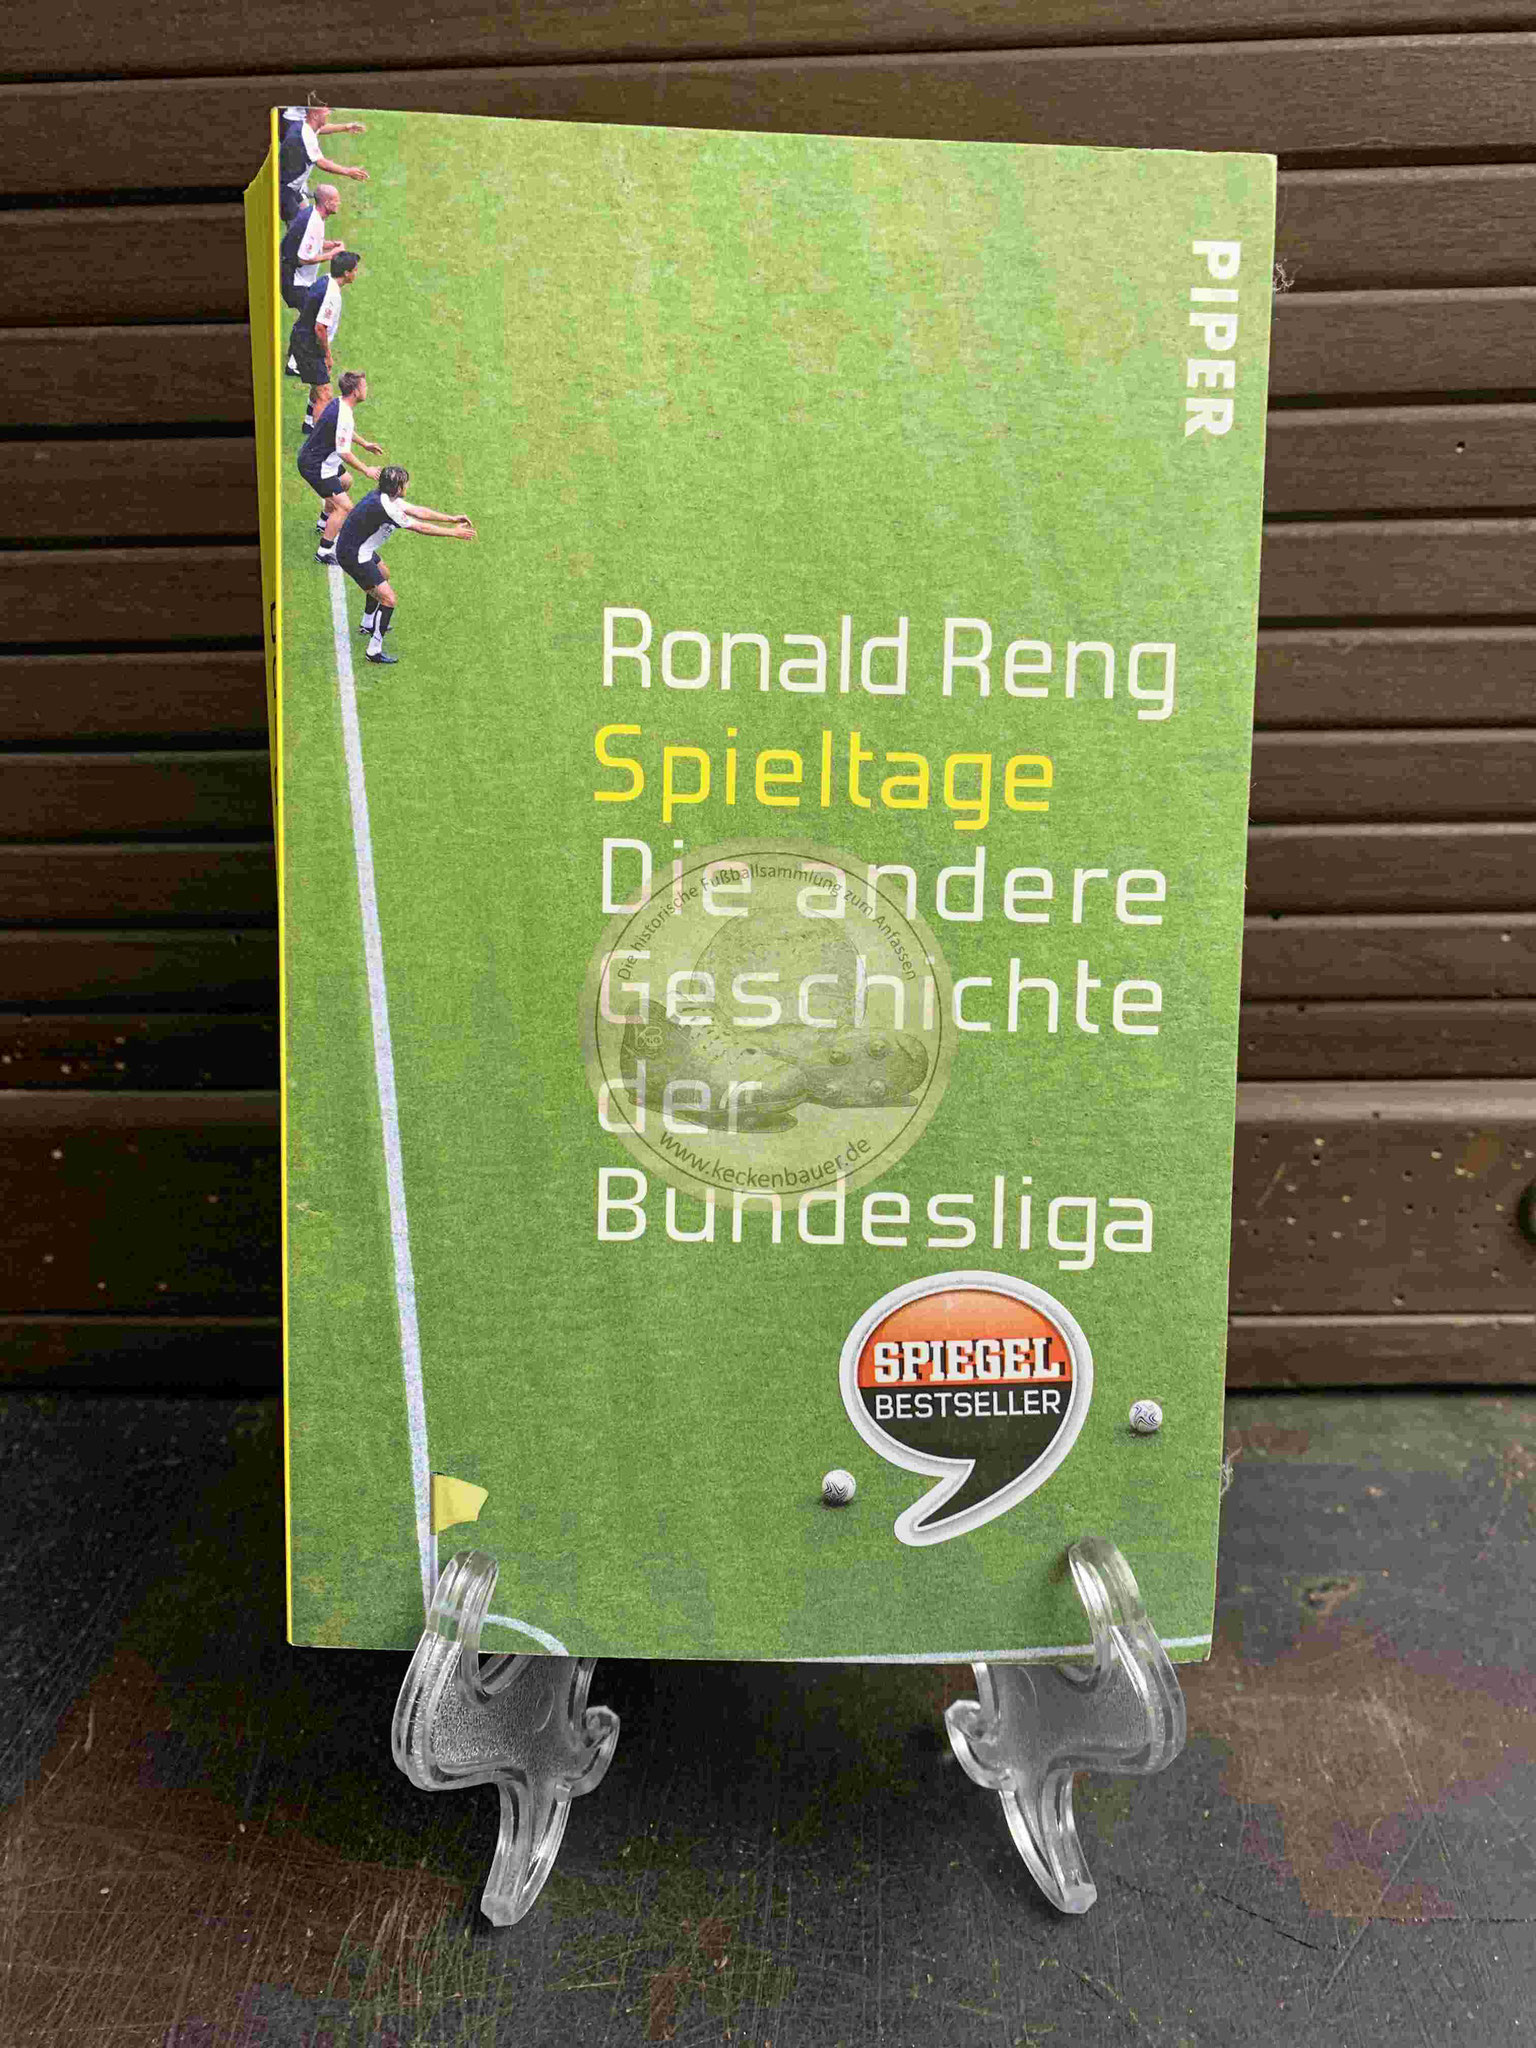 PIPER
Ronald Reng
Spieltage
Die andere
Geschichte
der
Bundesliga
Die historische Fußballsammlung zum Anfassen
www.keckenbauer.de
SPIEGEL
BESTSELLER